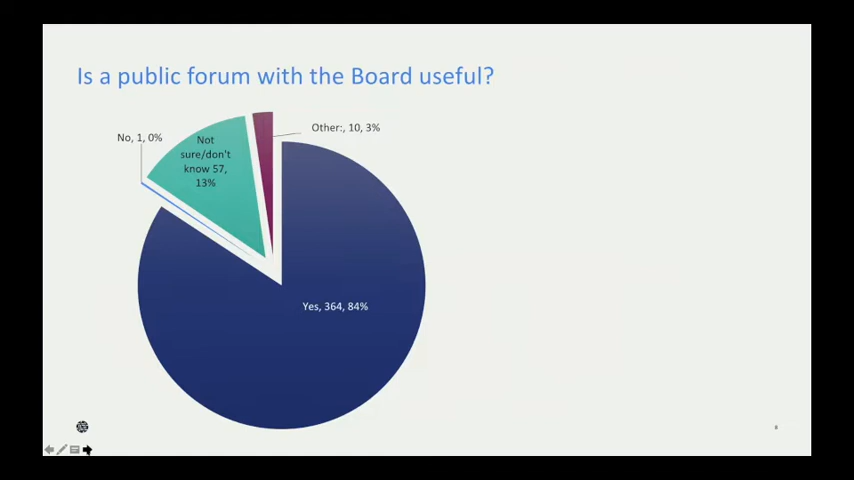 Is a public forum with the Board useful?
Other:, 10, 3%
No, 1, 0%
Not
sure/don't
know 57,
13%
Yes, 364, 84%